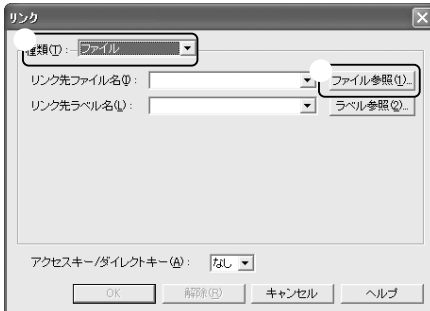 リンク
種類(T): ファイル
リンク先ファイル名(I): ファイル参照(1)...
リンク先ラベル名(L): ラベル参照(2)...
アクセスキー/ダイレクトキー(A): なし
OK 解除(R) キャンセル ヘルプ